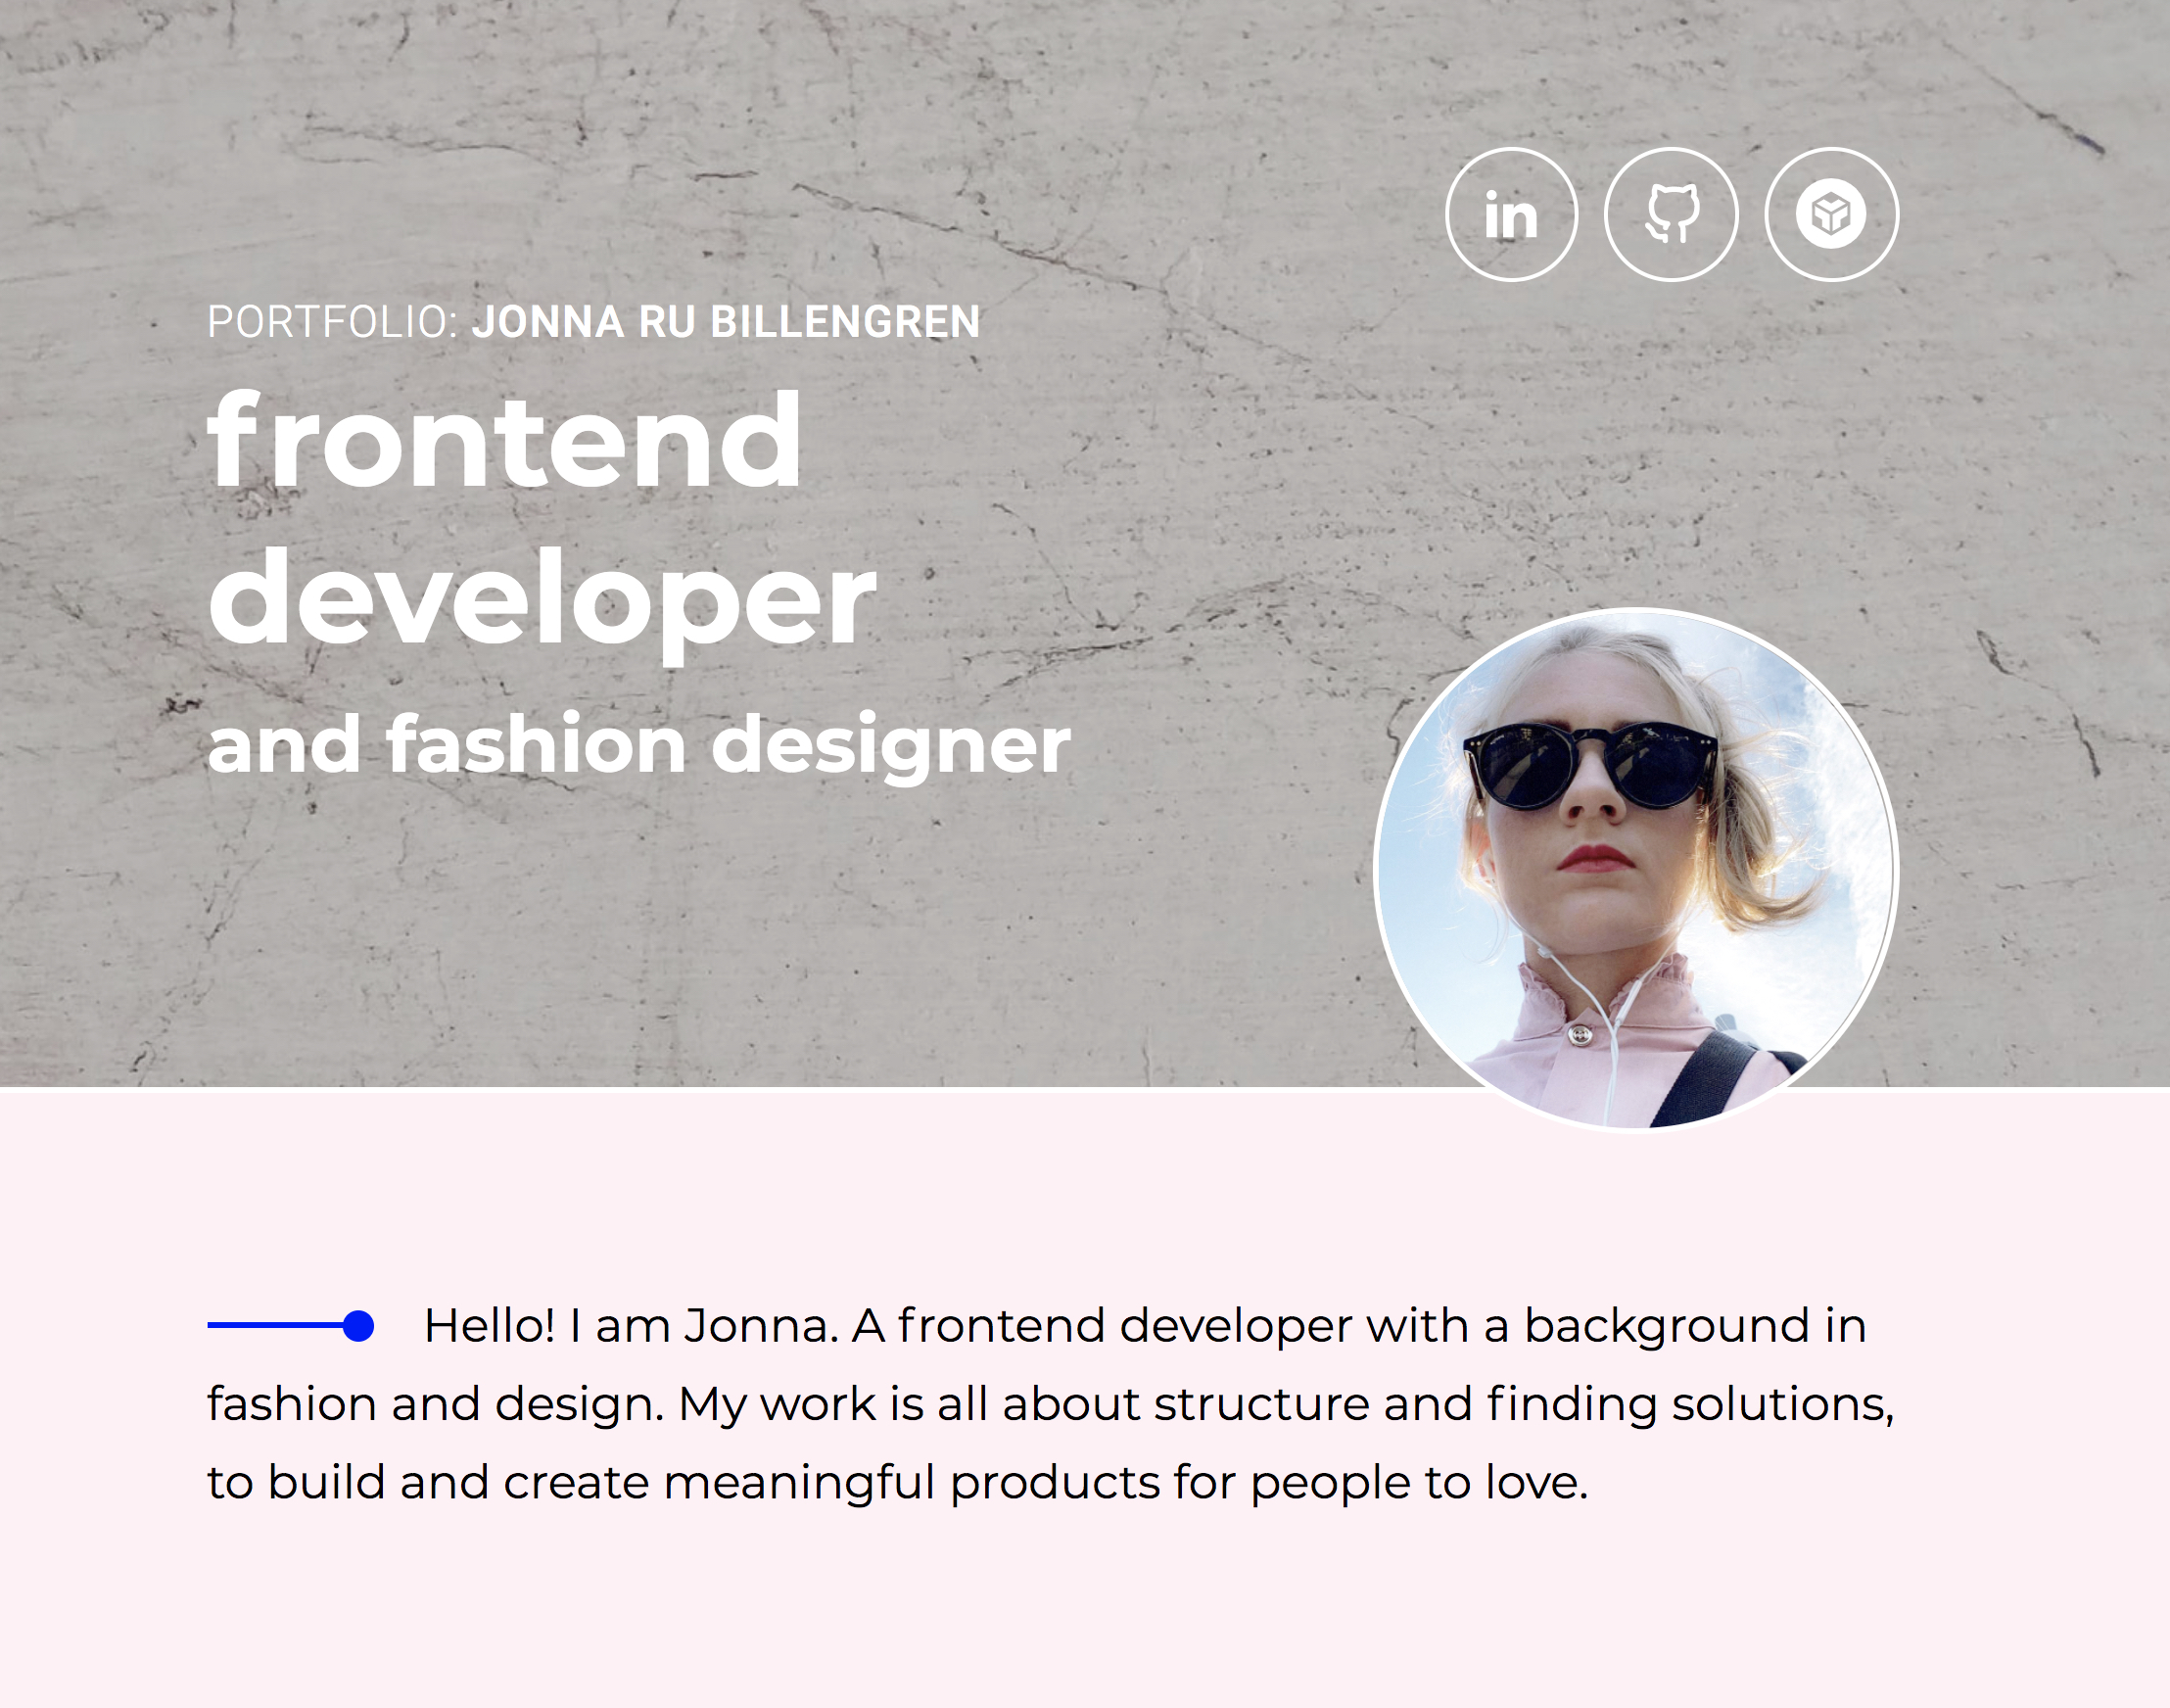 in
PORTFOLIO: JONNA RU BILLENGREN
frontend
developer
and fashion designer
Hello! I am Jonna. A frontend developer with a background in
fashion and design. My work is all about structure and finding solutions,
to build and create meaningful products for people to love.